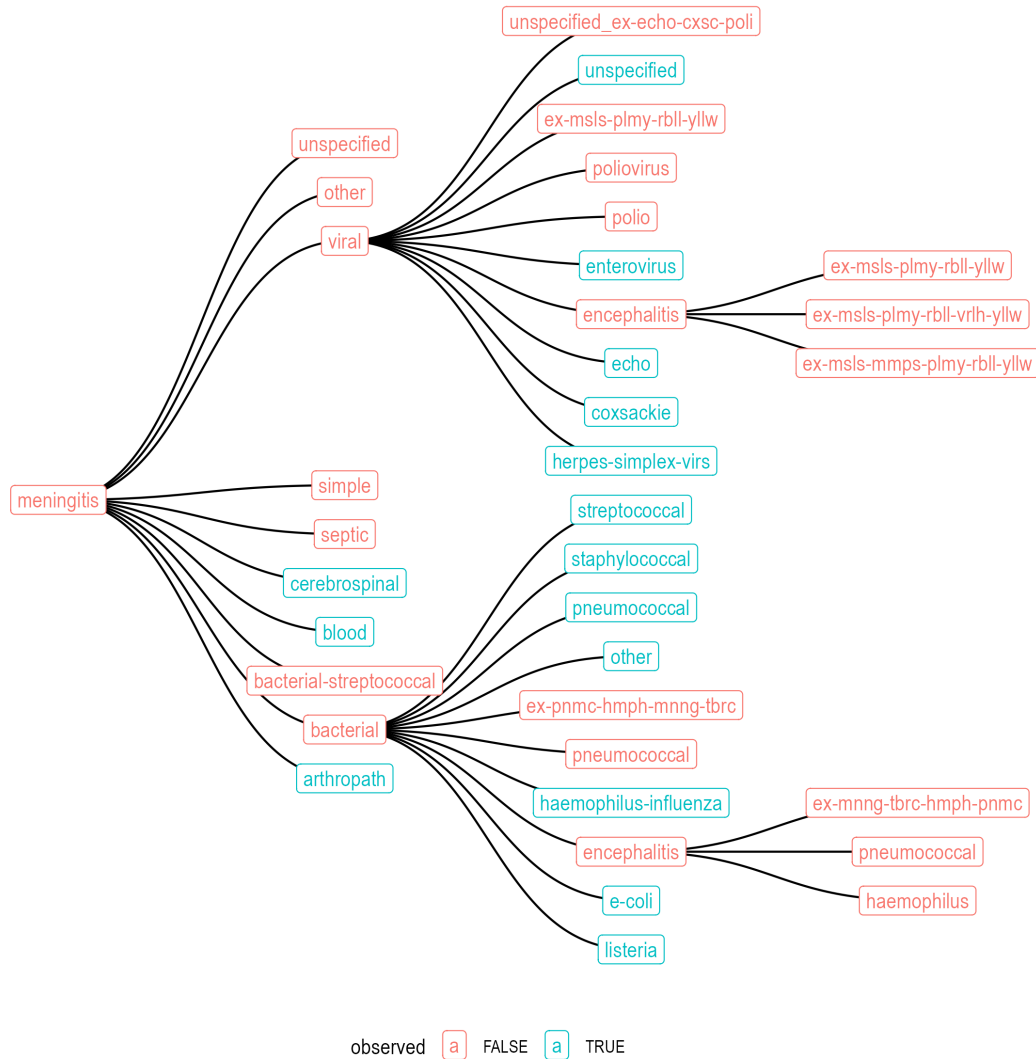 unspecified_ex-echo-cxsc-poli
unspecified
ex-msls-plmy-rbll-yllw
unspecified
poliovirus
other
polio
viral
enterovirus
ex-msls-plmy-rbll-yllw
encephalitis
ex-msls-plmy-rbll-vrlh-yllw
echo
ex-msls-mmps-plmy-rbll-yllw
coxsackie
herpes-simplex-virs
simple
meningitis
streptococcal
septic
staphylococcal
cerebrospinal
pneumococcal
blood
other
bacterial-streptococcal
ex-pnmc-hmph-mnng-tbrc
bacterial
pneumococcal
arthropath
haemophilus-influenza
ex-mnng-tbrc-hmph-pnmc
encephalitis
pneumococcal
e-coli
haemophilus
listeria
observed a FALSE a TRUE